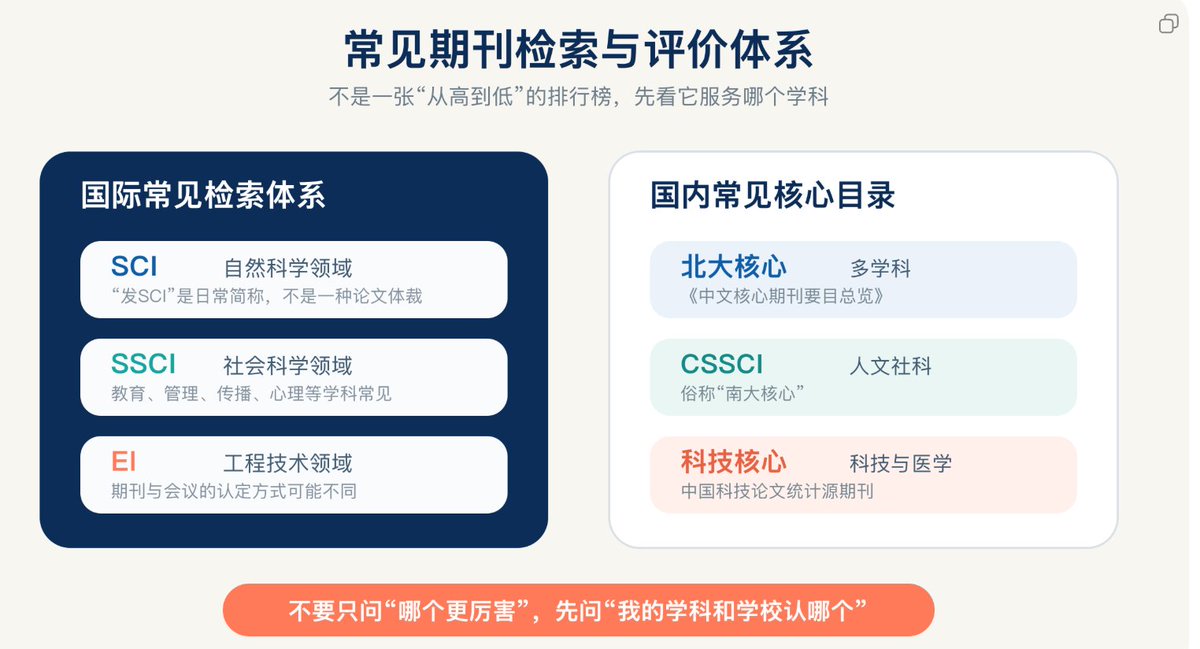 常见期刊检索与评价体系
不是一张“从高到低”的排行榜，先看它服务哪个学科
国际常见检索体系
SCI 自然科学领域
“发SCI”是日常简称，不是一种论文体裁
SSCI 社会科学领域
教育、管理、传播、心理等学科常见
EI 工程技术领域
期刊与会议的认定方式可能不同
国内常见核心目录
北大核心 多学科
《中文核心期刊要目总览》
CSSCI 人文社科
俗称“南大核心”
科技核心 科技与医学
中国科技论文统计源期刊
不要只问“哪个更厉害”，先问“我的学科和学校认哪个”